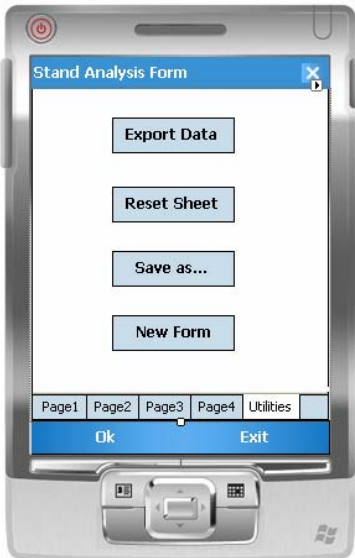 Stand Analysis Form
Export Data
Reset Sheet
Save as...
New Form
Page1 Page2 Page3 Page4 Utilities
Ok Exit